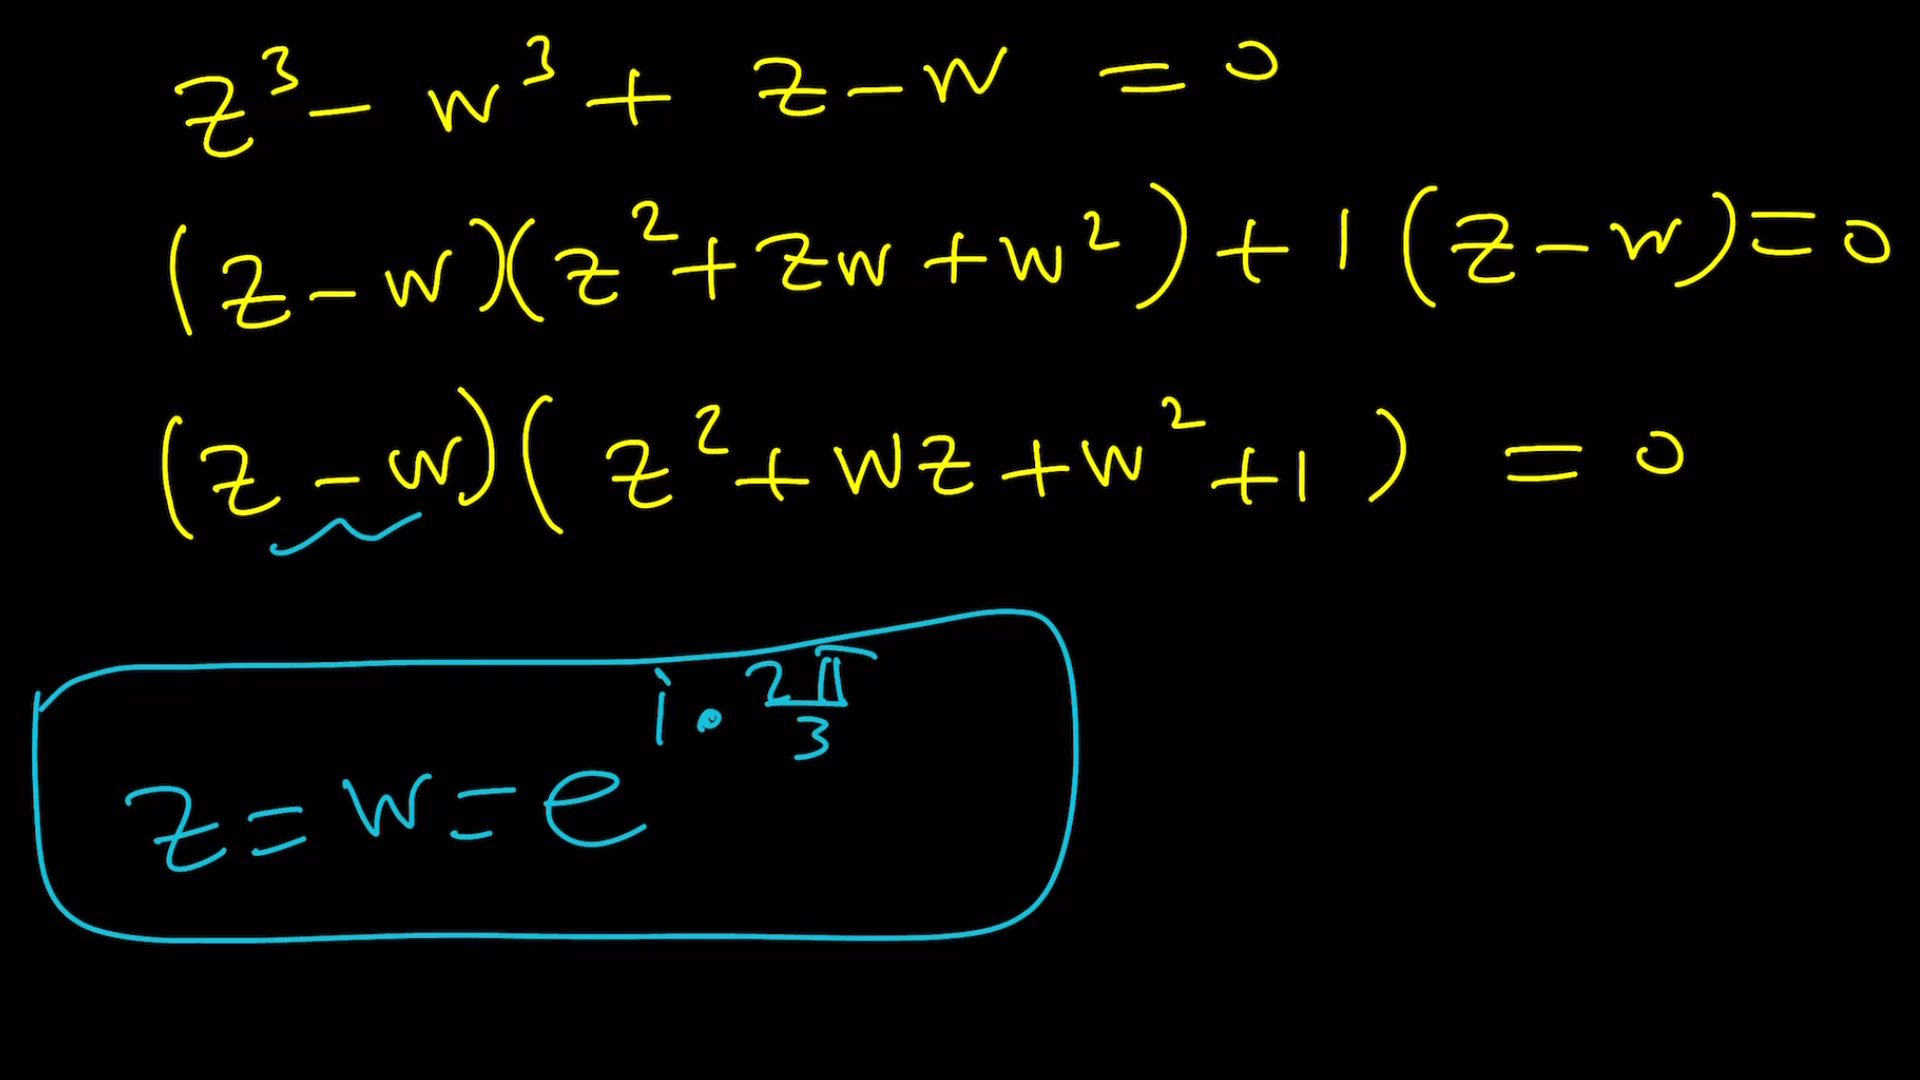 z³ - w³ + z - w = 0
(z - w)(z² + zw + w²) + 1(z - w) = 0
(z - w)(z² + wz + w² + 1) = 0
z = w = e^(i · 2π/3)